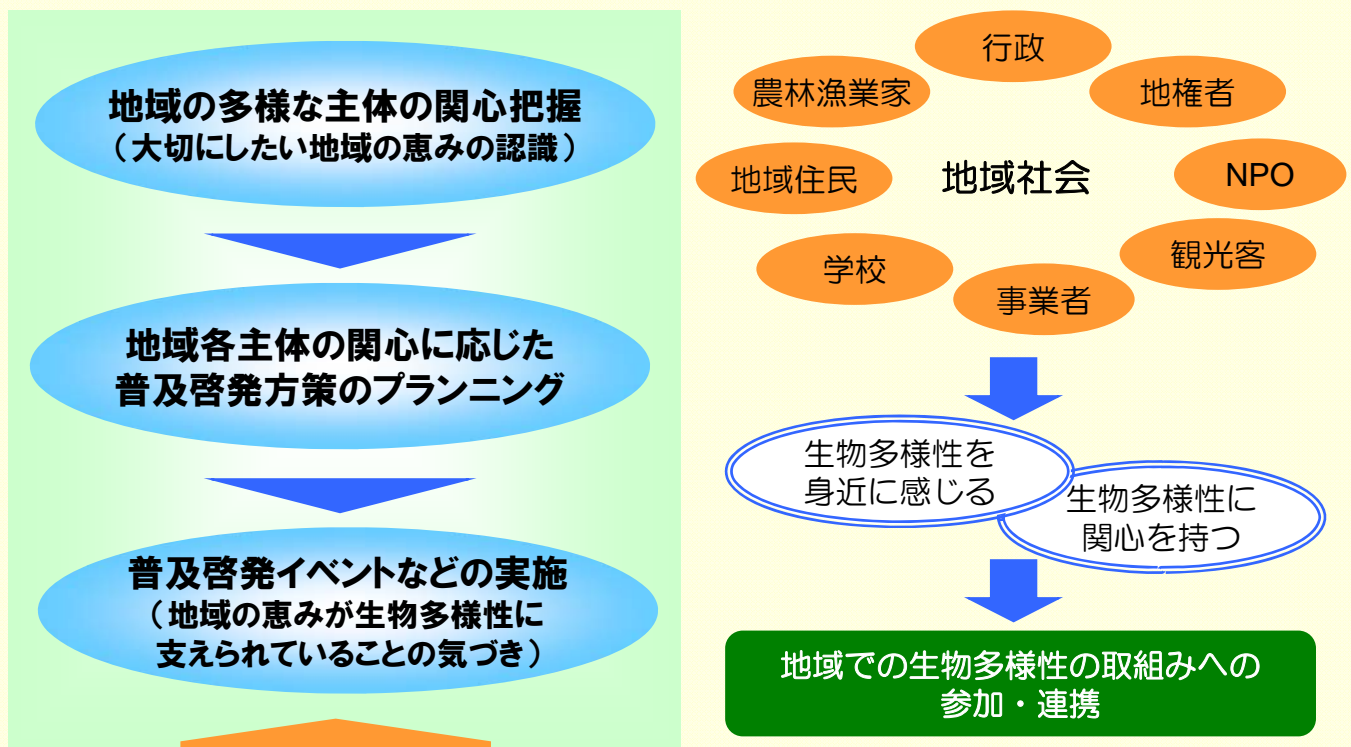 地域の多様な主体の関心把握
（大切にしたい地域の恵みの認識）
地域各主体の関心に応じた
普及啓発方策のプランニング
普及啓発イベントなどの実施
（地域の恵みが生物多様性に
支えられていることの気づき）
行政
農林漁業家
地権者
地域住民
地域社会
NPO
学校
観光客
事業者
生物多様性を
身近に感じる
生物多様性に
関心を持つ
地域での生物多様性の取組みへの
参加・連携